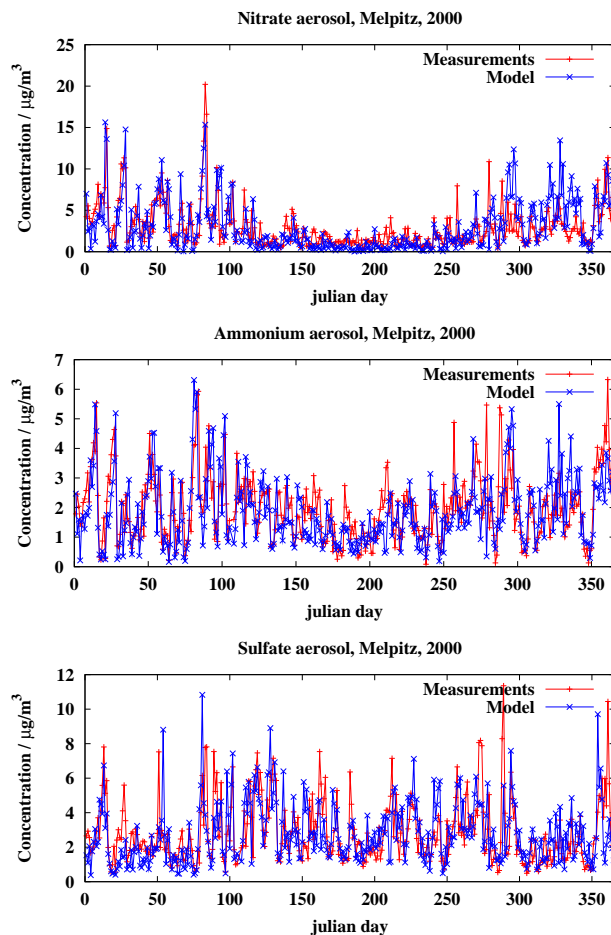 Nitrate aerosol, Melpitz, 2000
25
20
15
10
5
0
Concentration / μg/m³
Measurements
Model
0 50 100 150 200 250 300 350
julian day
Ammonium aerosol, Melpitz, 2000
7
6
5
4
3
2
1
0
Concentration / μg/m³
Measurements
Model
0 50 100 150 200 250 300 350
julian day
Sulfate aerosol, Melpitz, 2000
12
10
8
6
4
2
0
Concentration / μg/m³
Measurements
Model
0 50 100 150 200 250 300 350
julian day